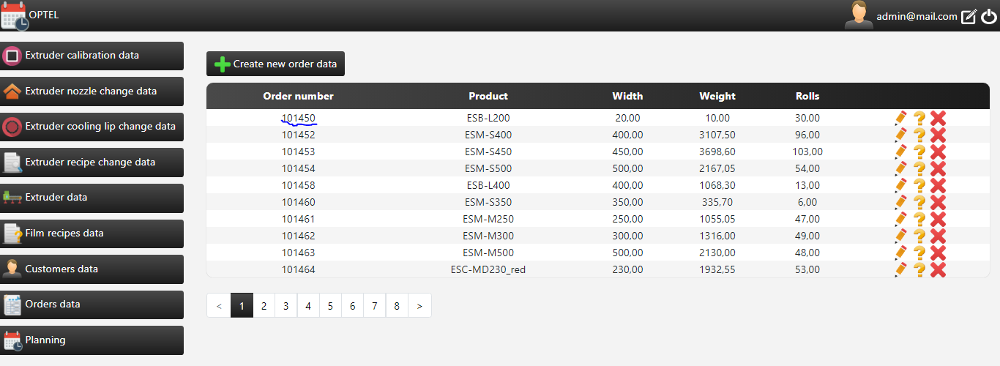 OPTEL
admin@mail.com
Extruder calibration data
Extruder nozzle change data
Extruder cooling lip change data
Extruder recipe change data
Extruder data
Film recipes data
Customers data
Orders data
Planning
Create new order data
Order number Product Width Weight Rolls
101450 ESB-L200 20,00 10,00 30,00
101452 ESM-S400 400,00 3107,50 96,00
101453 ESM-S450 450,00 3698,60 103,00
101454 ESM-S500 500,00 2167,05 54,00
101458 ESB-L400 400,00 1068,30 13,00
101460 ESM-S350 350,00 335,70 6,00
101461 ESM-M250 250,00 1055,05 47,00
101462 ESM-M300 300,00 1316,00 49,00
101463 ESM-M500 500,00 2130,00 48,00
101464 ESC-MD230_red 230,00 1932,55 53,00
< 1 2 3 4 5 6 7 8 >